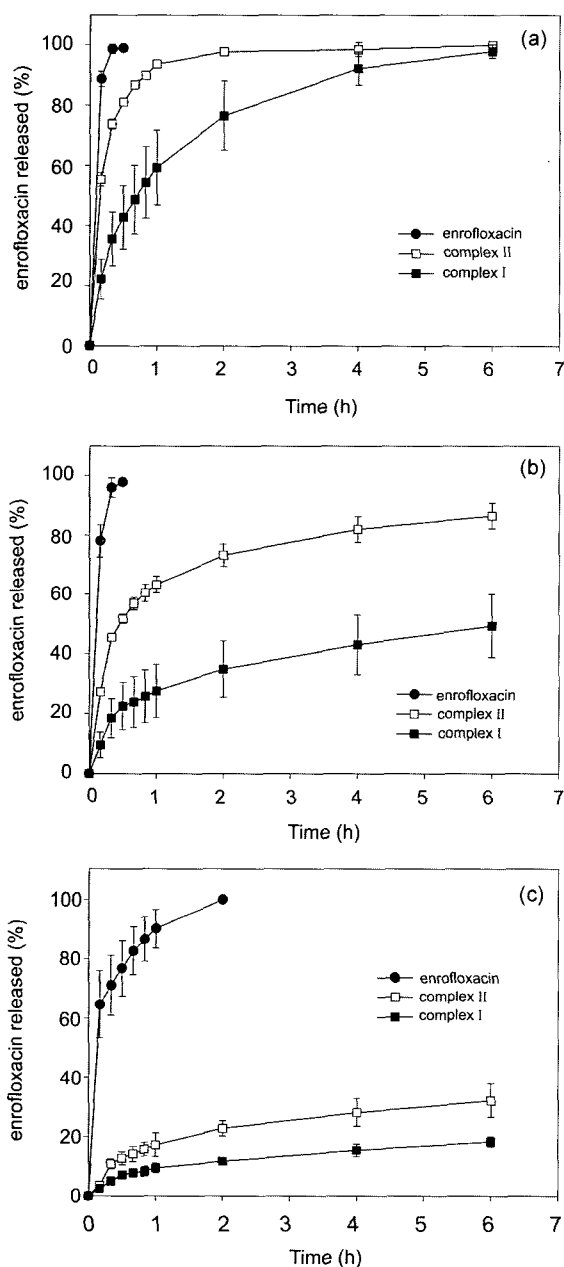 (a)
enrofloxacin released (%)
100
80
60
40
20
0
enrofloxacin
complex II
complex I
0 1 2 3 4 5 6 7
Time (h)
(b)
enrofloxacin released (%)
100
80
60
40
20
0
enrofloxacin
complex II
complex I
0 1 2 3 4 5 6 7
Time (h)
(c)
enrofloxacin released (%)
100
80
60
40
20
0
enrofloxacin
complex II
complex I
0 1 2 3 4 5 6 7
Time (h)